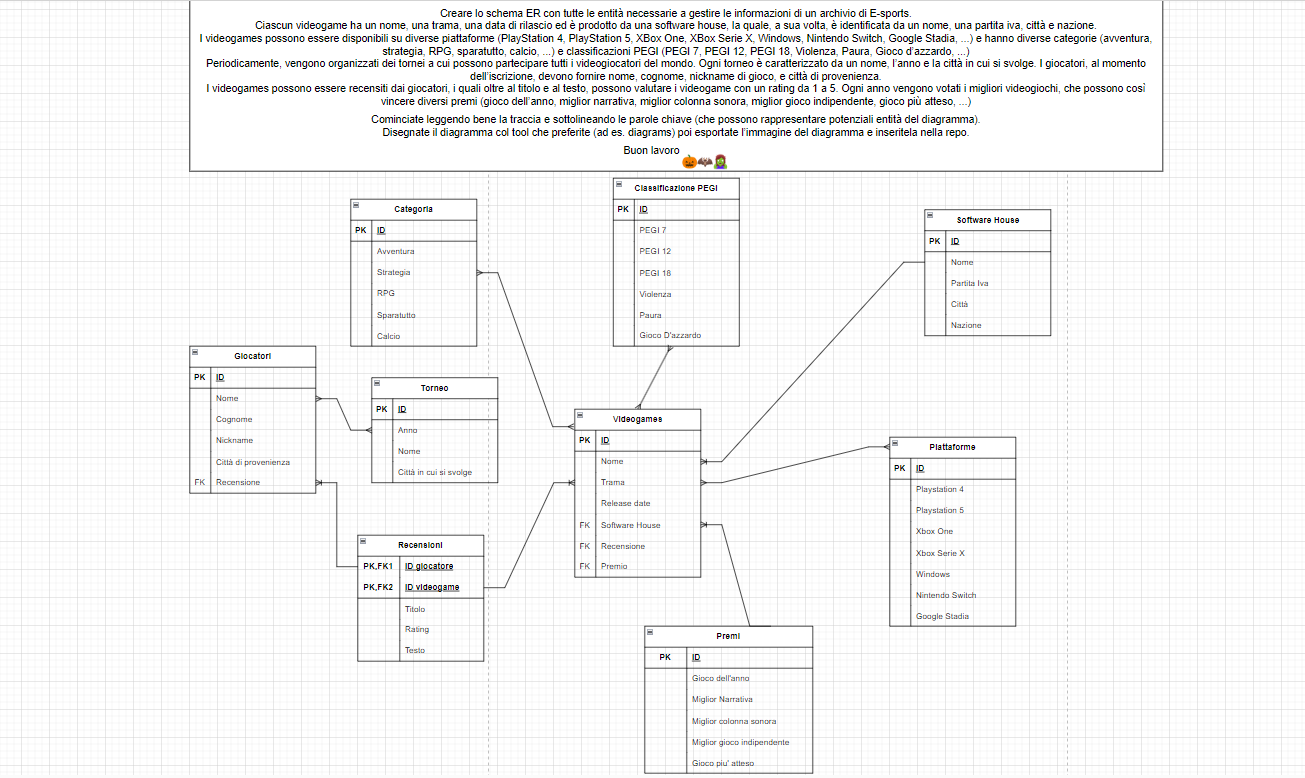 Creare lo schema ER con tutte le entità necessarie a gestire le informazioni di un archivio di E-sports.
Ciascun videogame ha un nome, una trama, una data di rilascio ed è prodotto da una software house, la quale, a sua volta, è identificata da un nome, una partita iva, città e nazione.
I videogames possono essere disponibili su diverse piattaforme (PlayStation 4, PlayStation 5, XBox One, XBox Serie X, Windows, Nintendo Switch, Google Stadia, ...) e hanno diverse categorie (avventura,
strategia, RPG, sparatutto, calcio, ...) e classificazioni PEGI (PEGI 7, PEGI 12, PEGI 18, Violenza, Paura, Gioco d'azzardo, ...)
Periodicamente, vengono organizzati dei tornei a cui possono partecipare tutti i videogiocatori del mondo. Ogni torneo è caratterizzato da un nome, l'anno e la città in cui si svolge. I giocatori, al momento
dell'iscrizione, devono fornire nome, cognome, nickname di gioco, e città di provenienza.
I videogames possono essere recensiti dai giocatori, i quali oltre al titolo e al testo, possono valutare i videogame con un rating da 1 a 5. Ogni anno vengono votati i migliori videogiochi, che possono così
vincere diversi premi (gioco dell'anno, miglior narrativa, miglior colonna sonora, miglior gioco indipendente, gioco più atteso, ...)
Cominciate leggendo bene la traccia e sottolineando le parole chiave (che possono rappresentare potenziali entità del diagramma).
Disegnate il diagramma col tool che preferite (ad es. diagrams) poi esportate l'immagine del diagramma e inseritela nella repo.
Buon lavoro
🎃🦇🧟‍♀️
Classificazione PEGI
PK ID
PEGI 7
PEGI 12
PEGI 18
Violenza
Paura
Gioco D'azzardo
Categoria
PK ID
Avventura
Strategia
RPG
Sparatutto
Calcio
Software House
PK ID
Nome
Partita Iva
Città
Nazione
Giocatori
PK ID
Nome
Cognome
Nickname
Città di provenienza
FK Recensione
Torneo
PK ID
Anno
Nome
Città in cui si svolge
Videogames
PK ID
Nome
Trama
Release date
FK Software House
FK Recensione
FK Premio
Piattaforme
PK ID
Playstation 4
Playstation 5
Xbox One
Xbox Serie X
Windows
Nintendo Switch
Google Stadia
Recensioni
PK,FK1 ID giocatore
PK,FK2 ID videogame
Titolo
Rating
Testo
Premi
PK ID
Gioco dell'anno
Miglior Narrativa
Miglior colonna sonora
Miglior gioco indipendente
Gioco piu' atteso